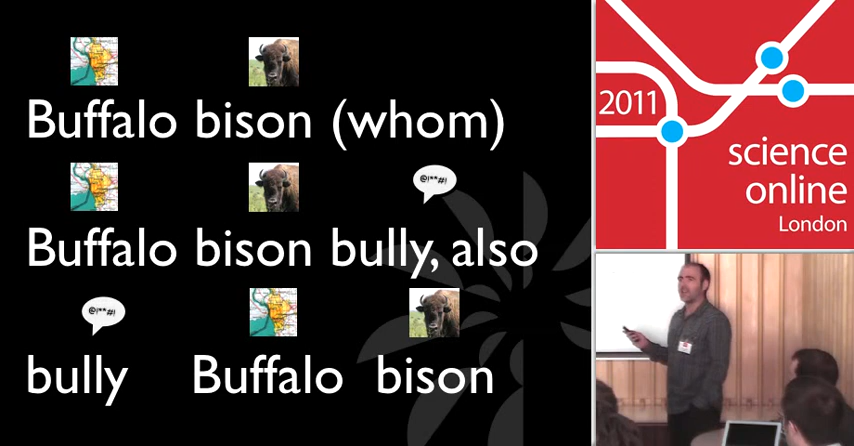 Buffalo bison (whom)
@!**#!
Buffalo bison bully, also
@!**#!
bully Buffalo bison
2011
science
online
London